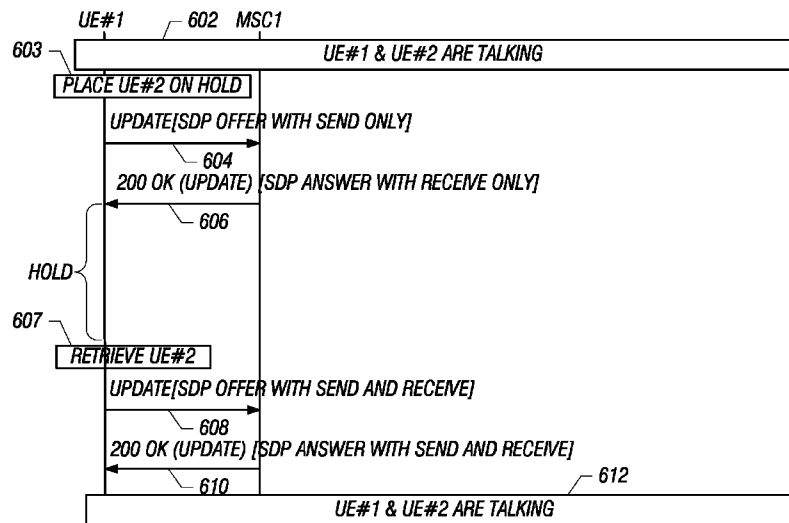 UE#1 602 MSC1
603 UE#1 & UE#2 ARE TALKING
PLACE UE#2 ON HOLD
UPDATE[SDP OFFER WITH SEND ONLY]
604
200 OK (UPDATE) [SDP ANSWER WITH RECEIVE ONLY]
606
HOLD
607
RETRIEVE UE#2
UPDATE[SDP OFFER WITH SEND AND RECEIVE]
608
200 OK (UPDATE) [SDP ANSWER WITH SEND AND RECEIVE]
610 612
UE#1 & UE#2 ARE TALKING